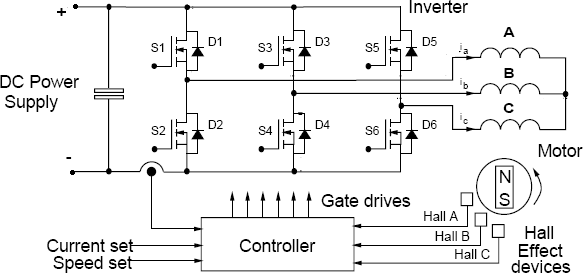 +
Inverter
S1
D1
S3
D3
S5
D5
A
ia
DC Power
Supply
B
ib
C
ic
S2
D2
S4
D4
S6
D6
-
Motor
N
S
Gate drives
Hall A
Hall B
Hall C
Hall
Effect
devices
Controller
Current set
Speed set